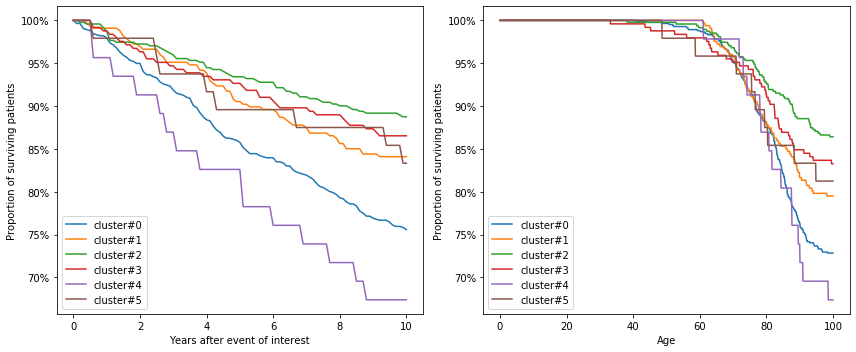 Proportion of surviving patients
100%
95%
90%
85%
80%
75%
70%
cluster#0
cluster#1
cluster#2
cluster#3
cluster#4
cluster#5
0 2 4 6 8 10
Years after event of interest
Proportion of surviving patients
100%
95%
90%
85%
80%
75%
70%
cluster#0
cluster#1
cluster#2
cluster#3
cluster#4
cluster#5
0 20 40 60 80 100
Age